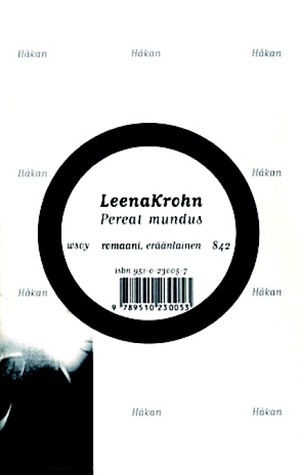 Håkan Håkan Håkan
Håkan Håkan
LeenaKrohn
Pereat mundus
wsoy romaani, eräänlainen 842
isbn 951-0-23005-7
9 789510 230053
Håkan Håkan
Håkan Håkan